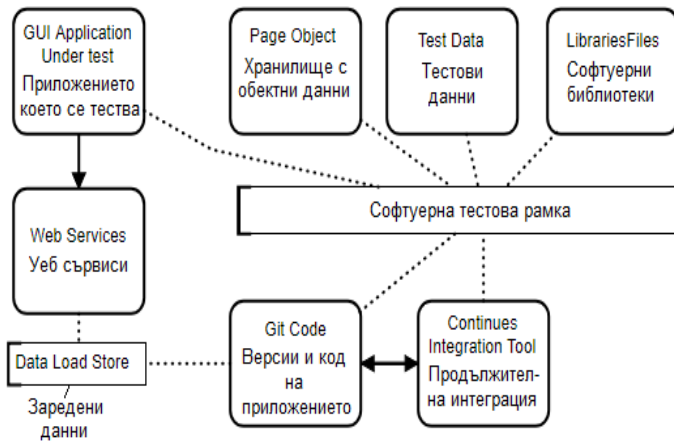 GUI Application
Under test
Приложението
което се тества
Page Object
Хранилище с
обектни данни
Test Data
Тестови
данни
LibrariesFiles
Софтуерни
библиотеки
Софтуерна тестова рамка
Web Services
Уеб сървиси
Data Load Store
Заредени
данни
Git Code
Версии и код
на
приложението
Continues
Integration Tool
Продължител-
на интеграция